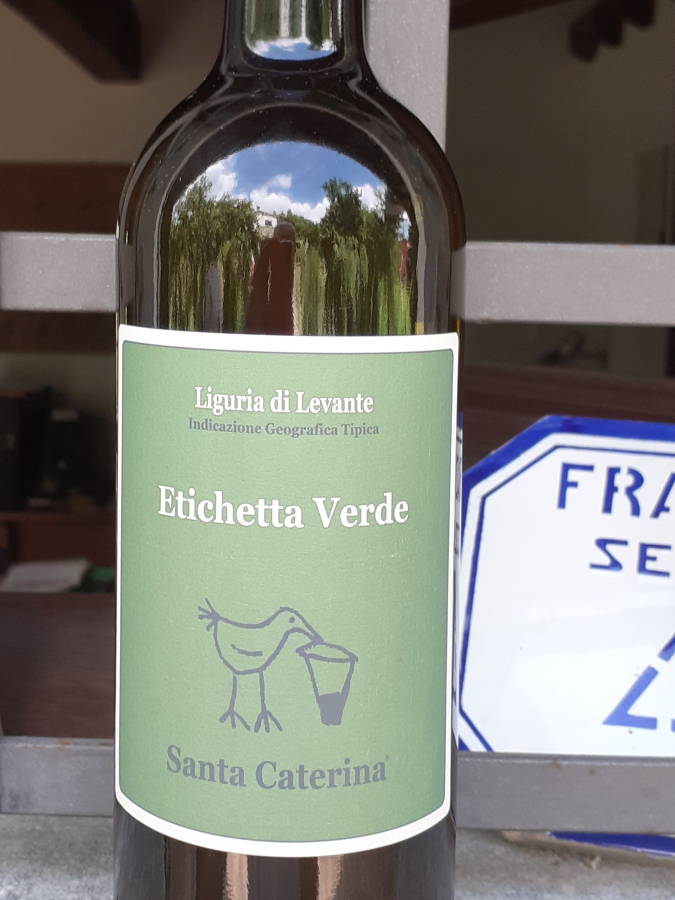 Liguria di Levante
Indicazione Geografica Tipica
Etichetta Verde
Santa Caterina
FRA
SE